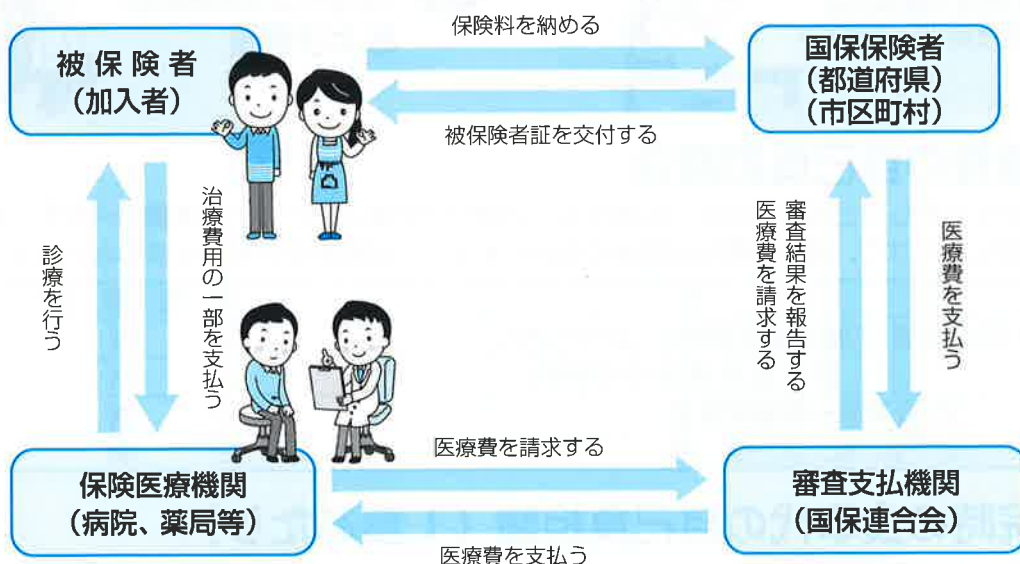 保険料を納める
被保険者
(加入者)
国保保険者
(都道府県)
(市区町村)
被保険者証を交付する
診療を行う
治療費用の一部を支払う
審査結果を報告する
医療費を請求する
医療費を支払う
医療費を請求する
保険医療機関
(病院、薬局等)
審査支払機関
(国保連合会)
医療費を支払う